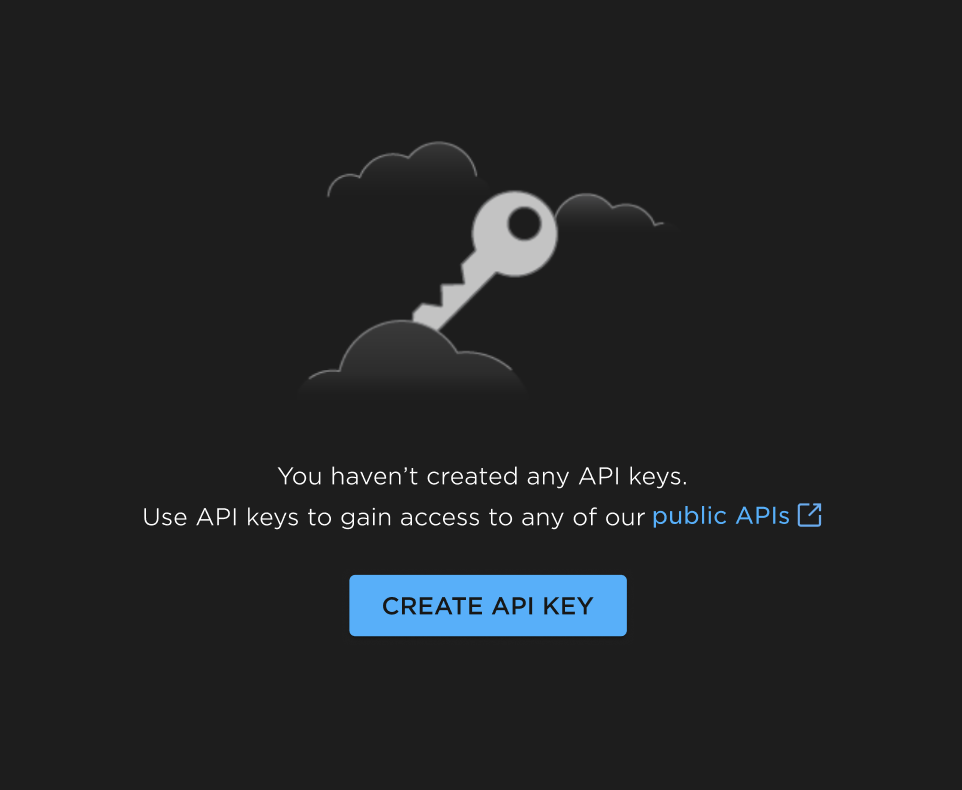 You haven’t created any API keys.
Use API keys to gain access to any of our public APIs
CREATE API KEY